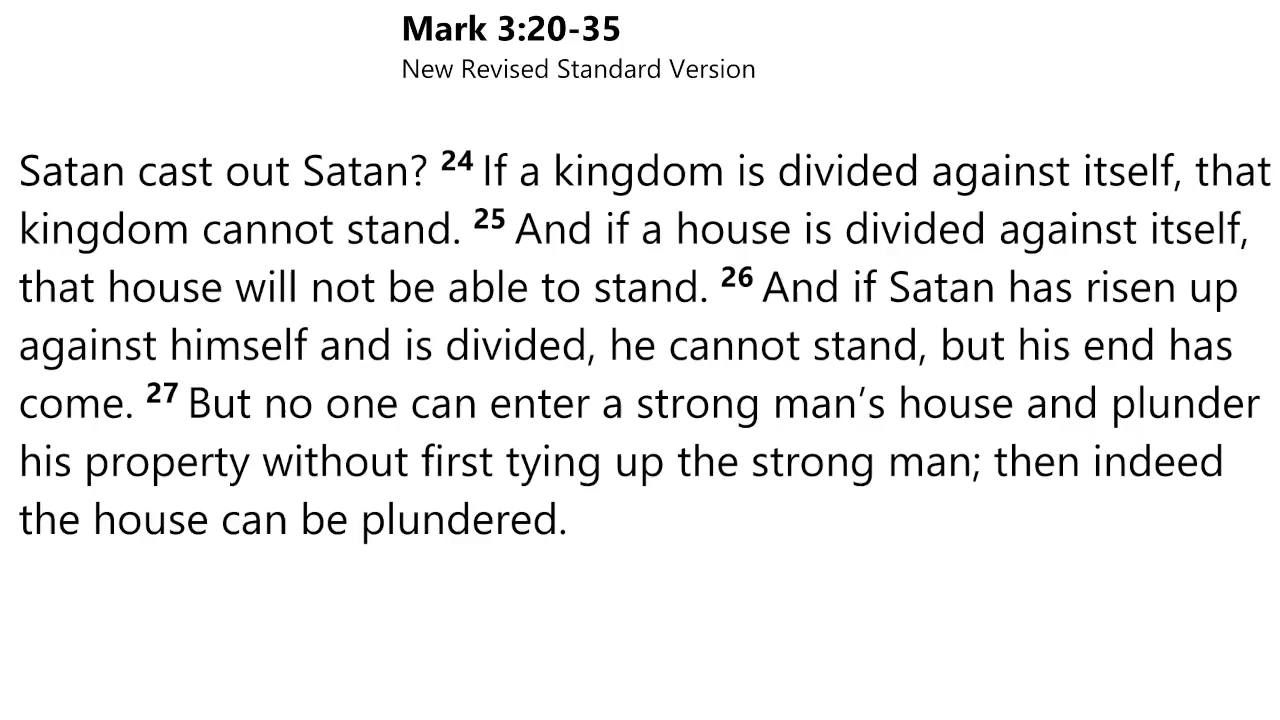 Mark 3:20-35
New Revised Standard Version
Satan cast out Satan? 24 If a kingdom is divided against itself, that
kingdom cannot stand. 25 And if a house is divided against itself,
that house will not be able to stand. 26 And if Satan has risen up
against himself and is divided, he cannot stand, but his end has
come. 27 But no one can enter a strong man’s house and plunder
his property without first tying up the strong man; then indeed
the house can be plundered.